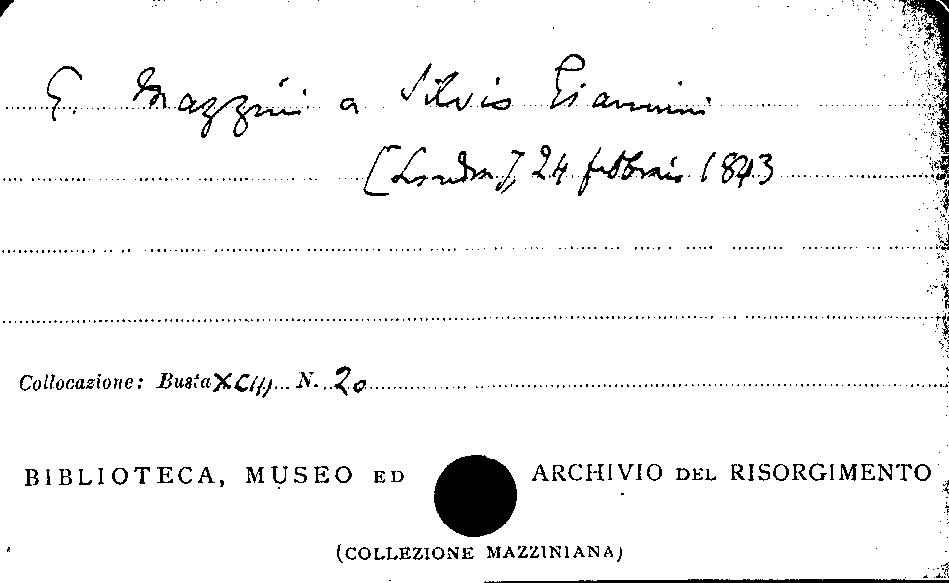 G. Mazzini a Silvio Giannini
[Londra], 24 febbraio 1843
Collocazione: Busta XCIII N. 20
BIBLIOTECA, MUSEO ED ARCHIVIO DEL RISORGIMENTO
(COLLEZIONE MAZZINIANA)